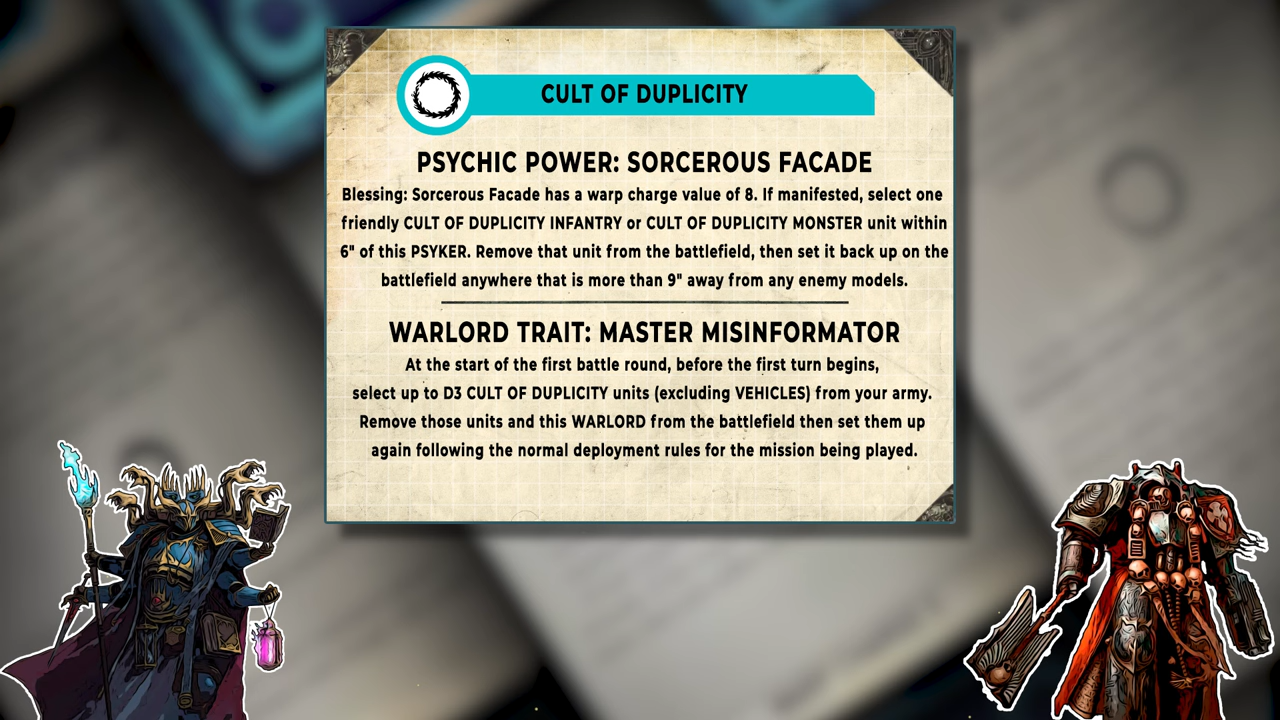 CULT OF DUPLICITY
PSYCHIC POWER: SORCEROUS FACADE
Blessing: Sorcerous Facade has a warp charge value of 8. If manifested, select one
friendly CULT OF DUPLICITY INFANTRY or CULT OF DUPLICITY MONSTER unit within
6" of this PSYKER. Remove that unit from the battlefield, then set it back up on the
battlefield anywhere that is more than 9" away from any enemy models.
WARLORD TRAIT: MASTER MISINFORMATOR
At the start of the first battle round, before the first turn begins,
select up to D3 CULT OF DUPLICITY units (excluding VEHICLES) from your army.
Remove those units and this WARLORD from the battlefield then set them up
again following the normal deployment rules for the mission being played.